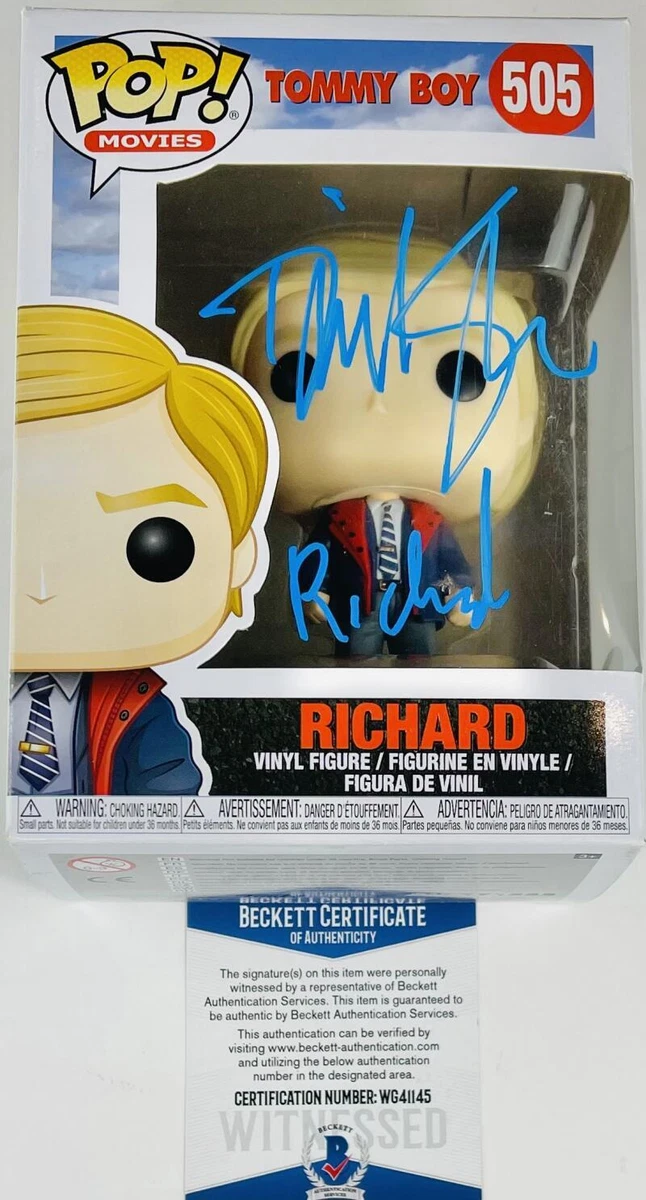 POP!
MOVIES
TOMMY BOY
505
Richard
RICHARD
VINYL FIGURE / FIGURINE EN VINYLE /
FIGURA DE VINIL
WARNING: CHOKING HAZARD.
Small parts. Not suitable for children under 36 months.
AVERTISSEMENT: DANGER D'ÉTOUFFEMENT.
Petits éléments. Ne convient pas aux enfants de moins de 36 mois.
ADVERTENCIA: PELIGRO DE ATRAGANTAMIENTO.
Partes pequeñas. No conviene para niños menores de 36 meses.
BECKETT CERTIFICATE
OF AUTHENTICITY
The signature(s) on this item were personally
witnessed by a representative of Beckett
Authentication Services. This item is guaranteed to
be authentic by Beckett Authentication Services.
This authentication can be verified by
visiting www.beckett-authentication.com
and utilizing the below authentication
number in the designated area.
CERTIFICATION NUMBER: WG41145
WITNESSED
BECKETT
B
AUTHENTICATION
SERVICES